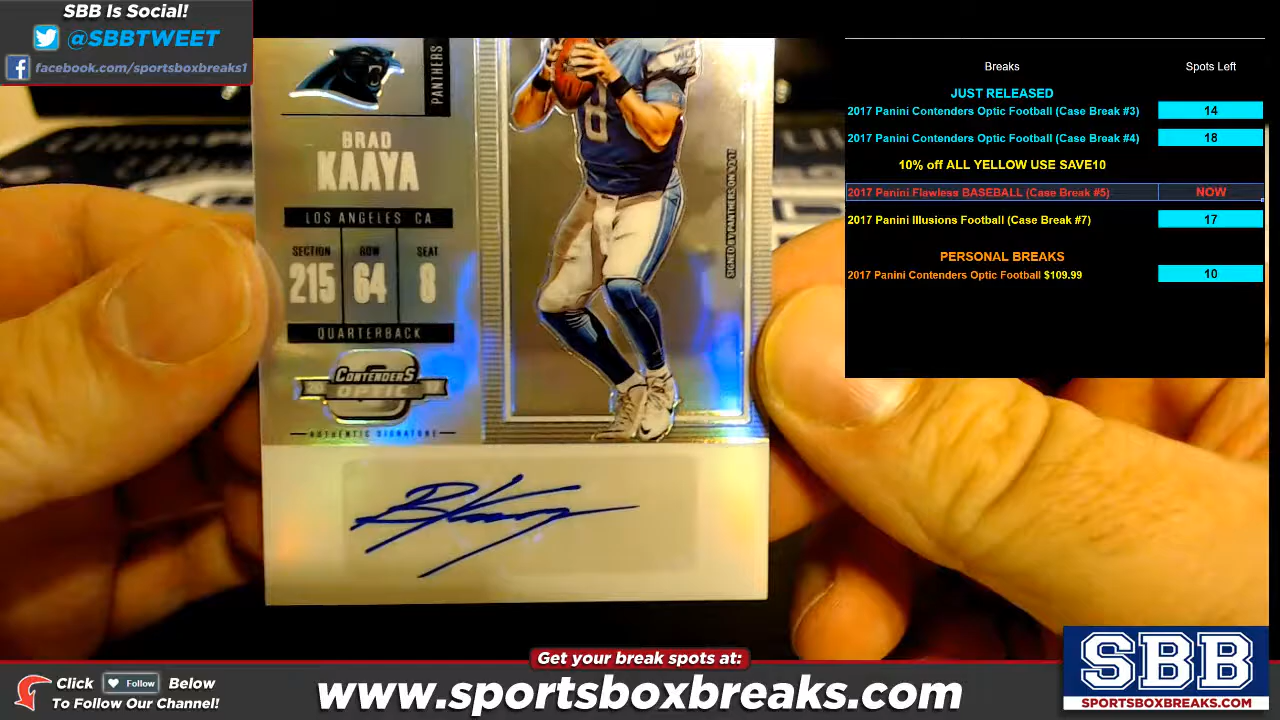 SBB Is Social!
@SBBTWEET
facebook.com/sportsboxbreaks1
PANTHERS
BRAD
KAAYA
LOS ANGELES CA
SECTION ROW SEAT
215 64 8
QUARTERBACK
CONTENDERS
OPTIC
AUTHENTIC SIGNATURE
8
Breaks Spots Left
JUST RELEASED
2017 Panini Contenders Optic Football (Case Break #3) 14
2017 Panini Contenders Optic Football (Case Break #4) 18
10% off ALL YELLOW USE SAVE10
2017 Panini Flawless BASEBALL (Case Break #5) NOW
2017 Panini Illusions Football (Case Break #7) 17
PERSONAL BREAKS
2017 Panini Contenders Optic Football $109.99 10
Get your break spots at:
Click Follow Below
To Follow Our Channel!
www.sportsboxbreaks.com
SBB
SPORTSBOXBREAKS.COM